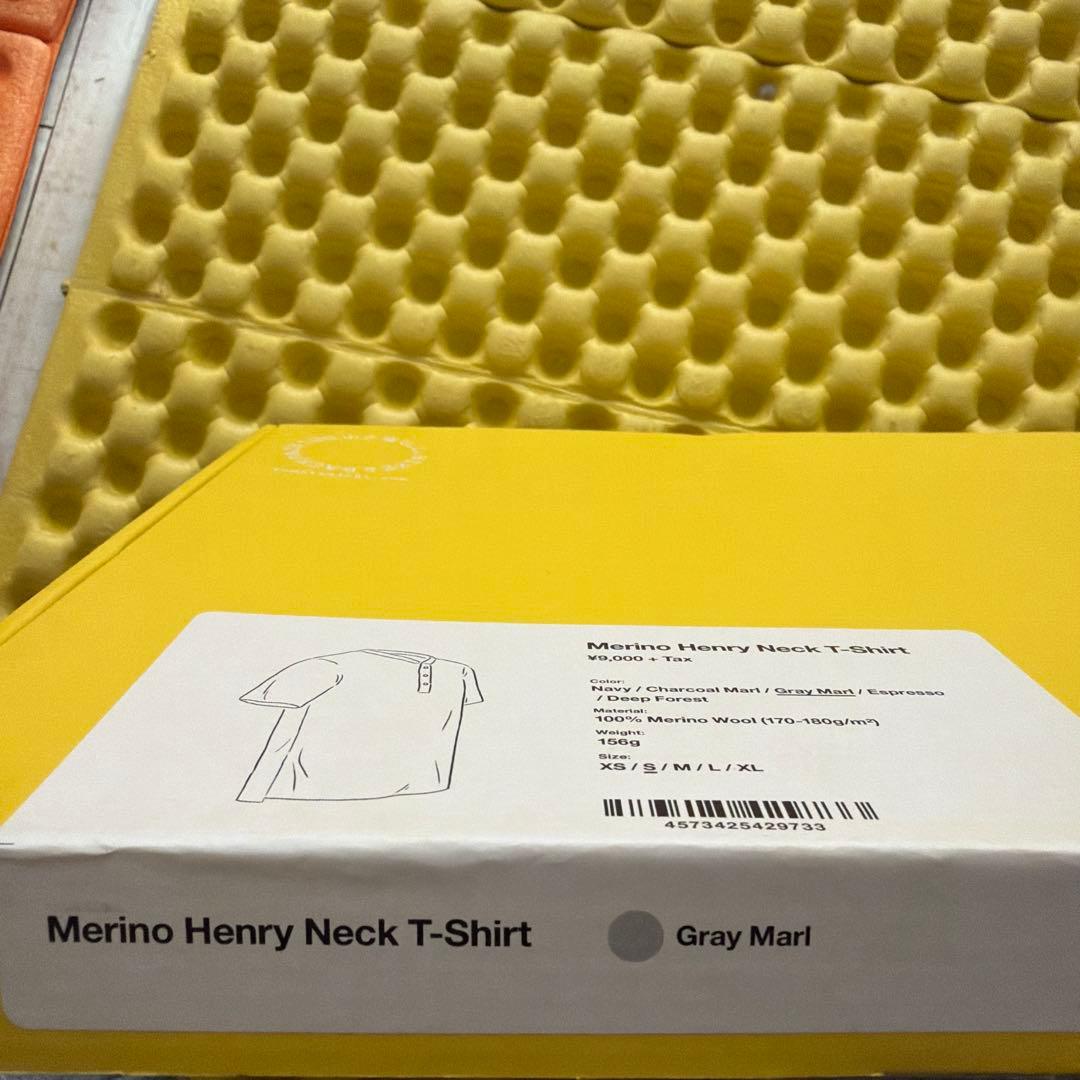 Merino Henry Neck T-Shirt
¥9,000 + Tax
Color:
Navy / Charcoal Marl / Gray Marl / Espresso
/ Deep Forest
Material:
100% Merino Wool (170-180g/m²)
Weight:
156g
Size:
XS / S / M / L / XL
4573425429733
Merino Henry Neck T-Shirt
Gray Marl